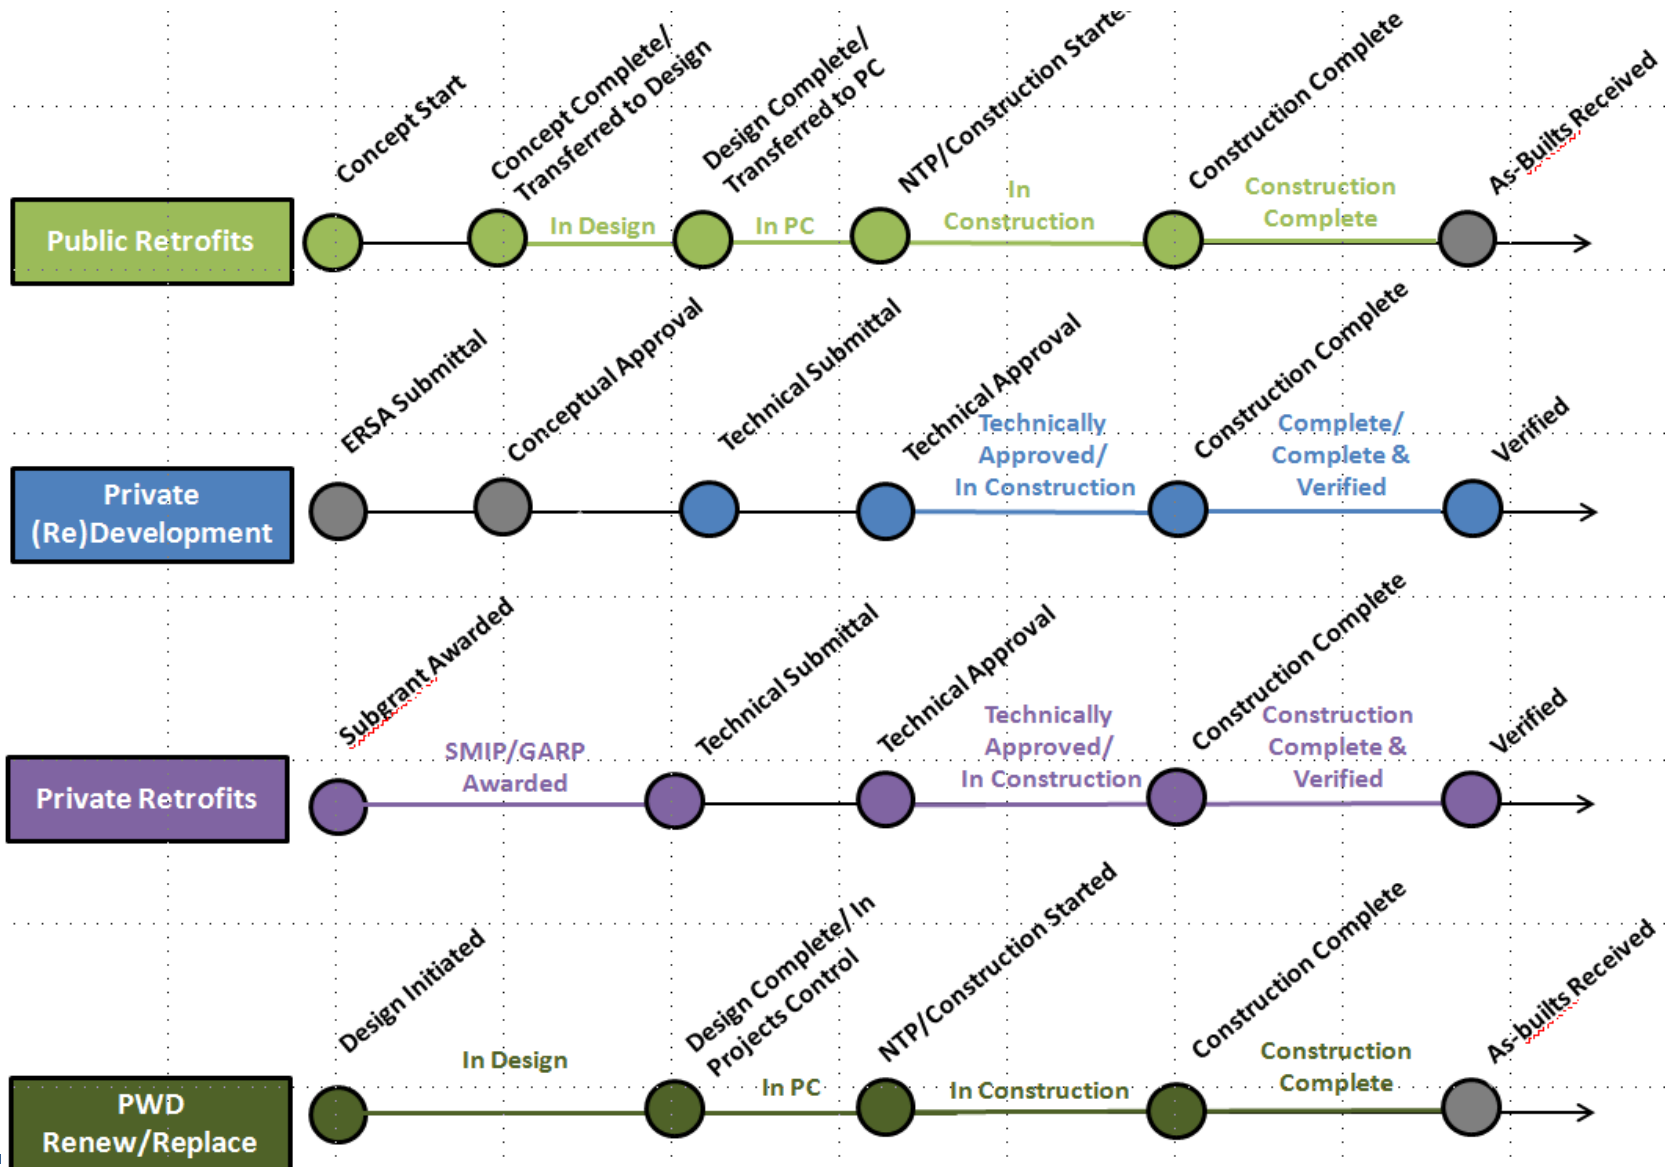 Concept Start
Concept Complete/
Transferred to Design
Design Complete/
Transferred to PC
NTP/Construction Started
Construction Complete
As-Builts Received
Public Retrofits
In Design
In PC
In
Construction
Construction
Complete
ERSA Submittal
Conceptual Approval
Technical Submittal
Technical Approval
Construction Complete
Verified
Private
(Re)Development
Technically
Approved/
In Construction
Complete/
Complete &
Verified
Subgrant Awarded
Technical Submittal
Technical Approval
Construction Complete
Verified
Private Retrofits
SMIP/GARP
Awarded
Technically
Approved/
In Construction
Construction
Complete &
Verified
Design Initiated
Design Complete/ In
Projects Control
NTP/Construction Started
Construction Complete
As-builts Received
PWD
Renew/Replace
In Design
In PC
In Construction
Construction
Complete